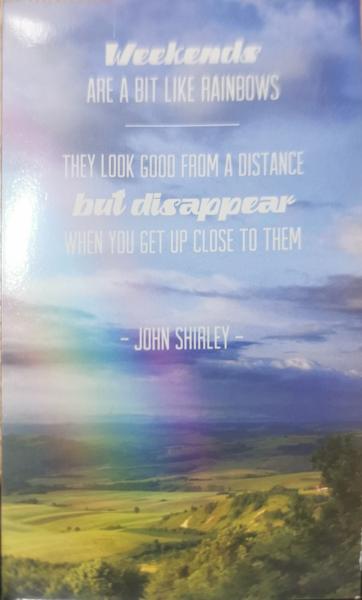 Weekends
ARE A BIT LIKE RAINBOWS
THEY LOOK GOOD FROM A DISTANCE
but disappear
WHEN YOU GET UP CLOSE TO THEM
- JOHN SHIRLEY -